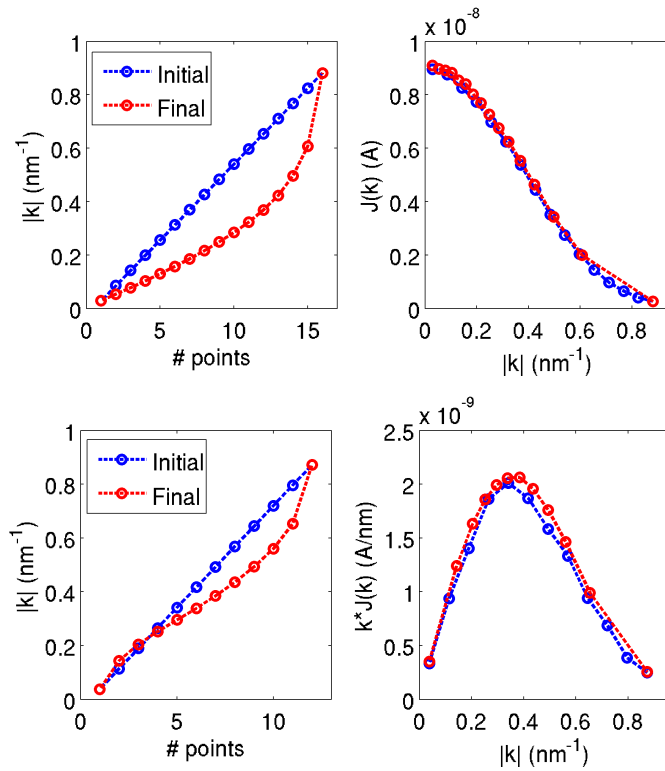 x 10⁻⁸
1
0.8
0.6
0.4
0.2
0
|k| (nm⁻¹)
Initial
Final
0 5 10 15
# points
1
0.8
0.6
0.4
0.2
0
J(k) (A)
0 0.2 0.4 0.6 0.8
|k| (nm⁻¹)
1
0.8
0.6
0.4
0.2
0
|k| (nm⁻¹)
Initial
Final
0 5 10
# points
x 10⁻⁹
2.5
2
1.5
1
0.5
0
k*J(k) (A/nm)
0 0.2 0.4 0.6 0.8
|k| (nm⁻¹)